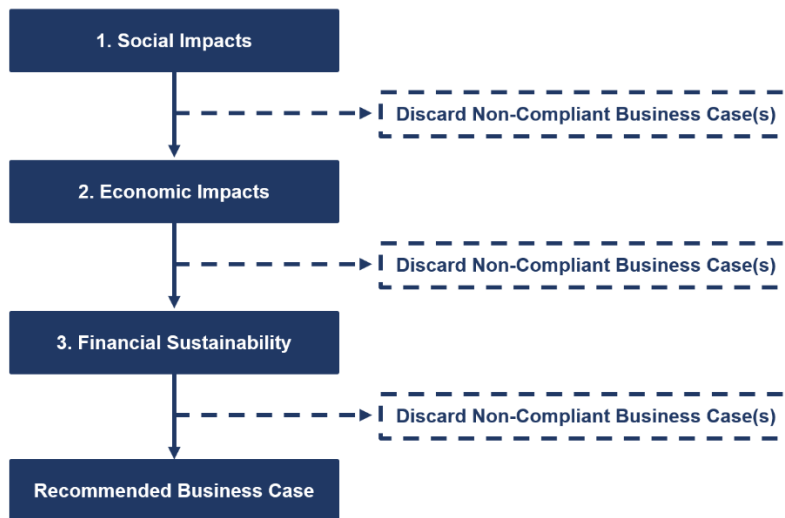 1. Social Impacts
Discard Non-Compliant Business Case(s)
2. Economic Impacts
Discard Non-Compliant Business Case(s)
3. Financial Sustainability
Discard Non-Compliant Business Case(s)
Recommended Business Case